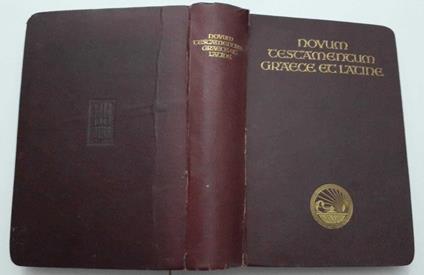 NOVUM
TESTAMENTUM
GRAECE ET LATINE
NOVUM
TESTAMENTUM
GRAECE ET
LATINE